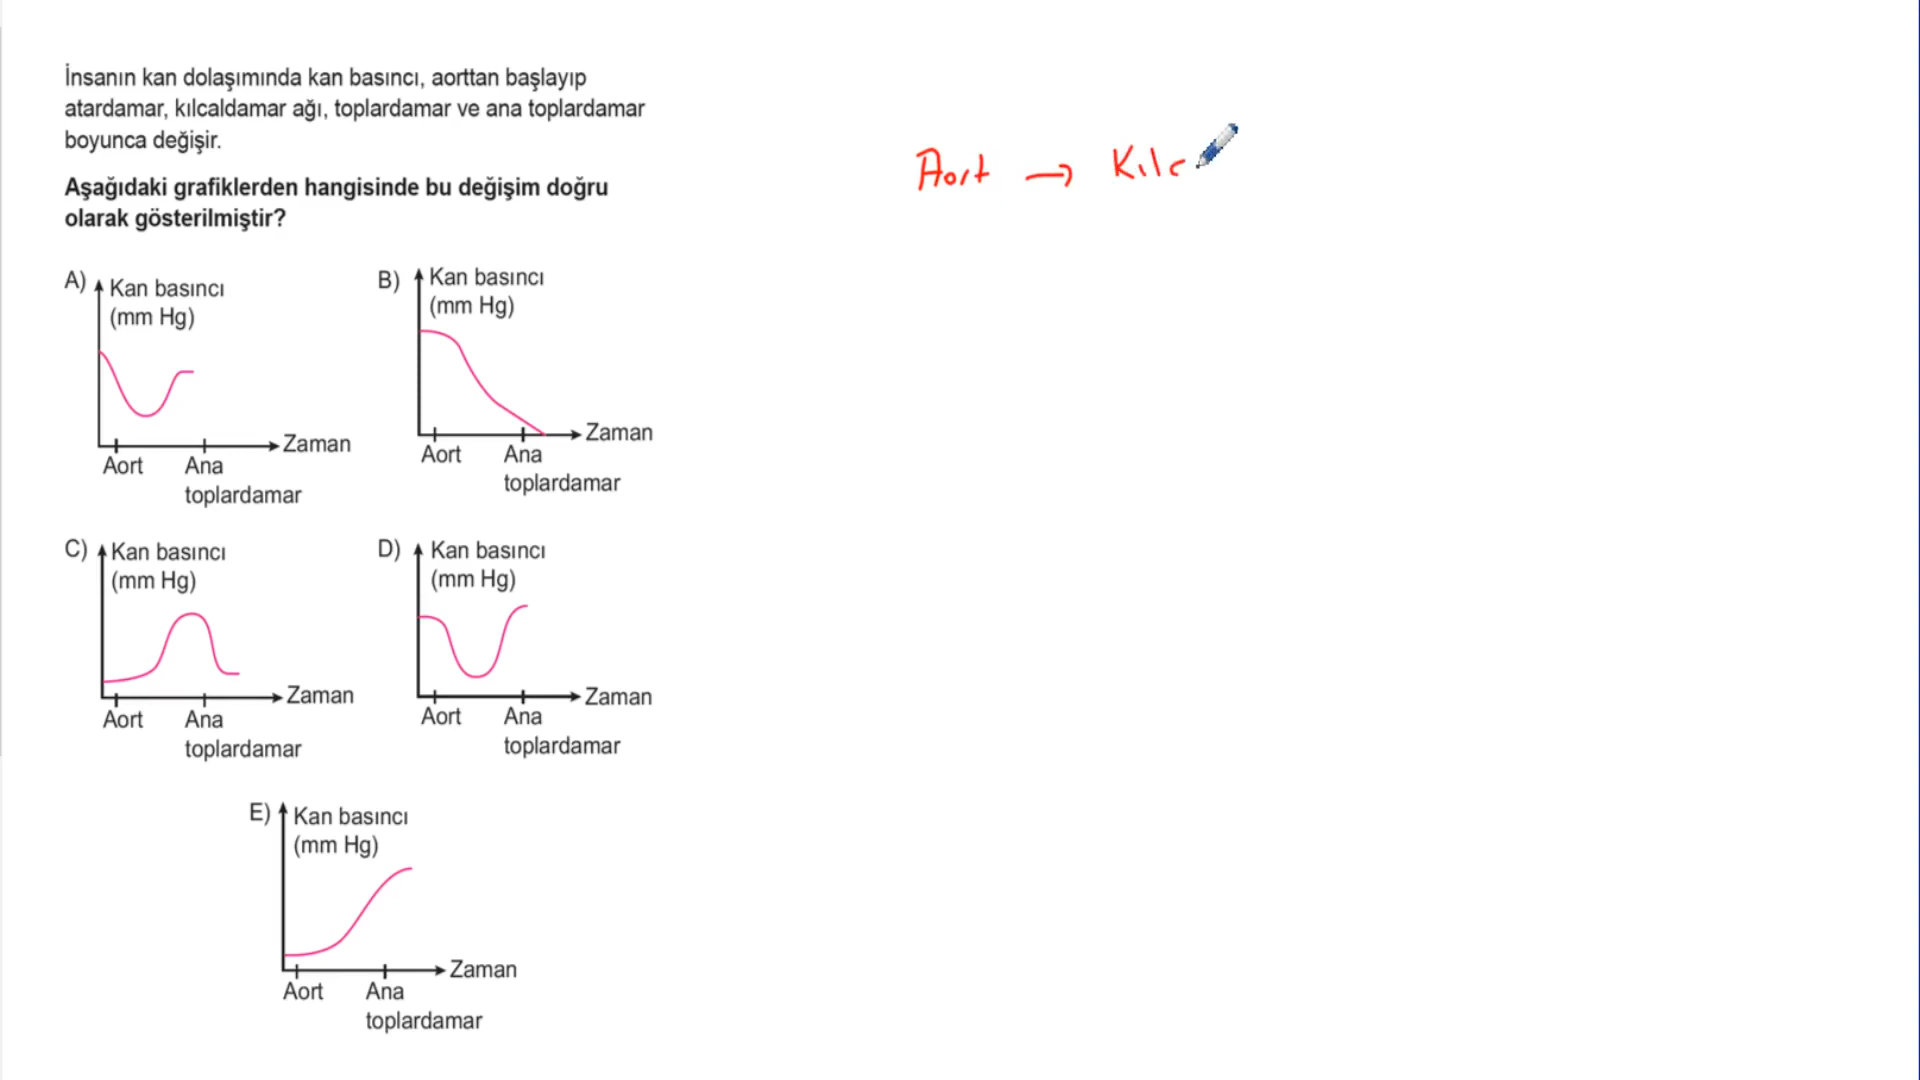 İnsanın kan dolaşımında kan basıncı, aorttan başlayıp
atardamar, kılcaldamar ağı, toplardamar ve ana toplardamar
boyunca değişir.
Aşağıdaki grafiklerden hangisinde bu değişim doğru
olarak gösterilmiştir?
Aort → Kılc
A) Kan basıncı
(mm Hg)
Zaman
Aort Ana
toplardamar
B) Kan basıncı
(mm Hg)
Zaman
Aort Ana
toplardamar
C) Kan basıncı
(mm Hg)
Zaman
Aort Ana
toplardamar
D) Kan basıncı
(mm Hg)
Zaman
Aort Ana
toplardamar
E) Kan basıncı
(mm Hg)
Zaman
Aort Ana
toplardamar